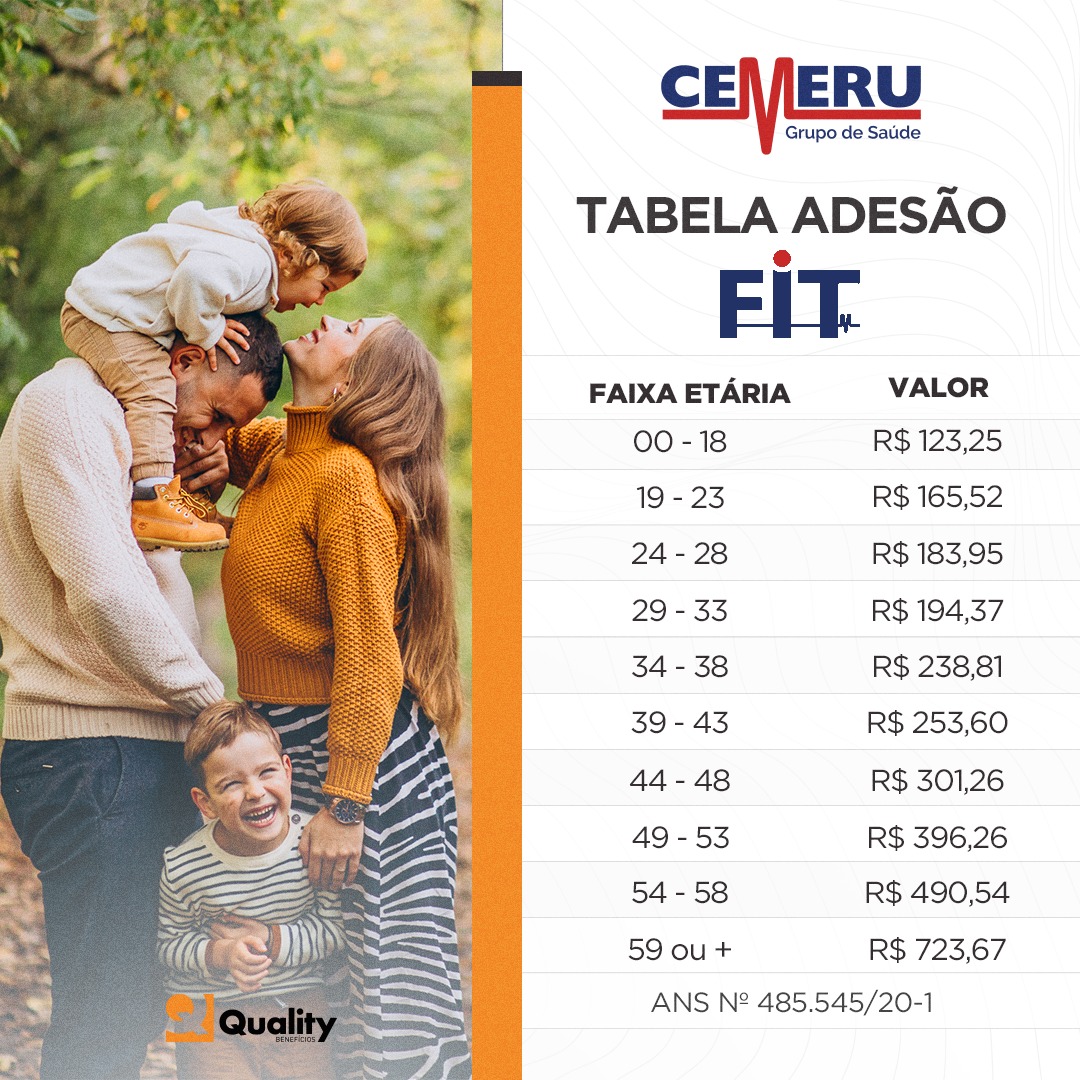 CEMERU
Grupo de Saúde
TABELA ADESÃO
FIT
FAIXA ETÁRIA VALOR
00 - 18 R$ 123,25
19 - 23 R$ 165,52
24 - 28 R$ 183,95
29 - 33 R$ 194,37
34 - 38 R$ 238,81
39 - 43 R$ 253,60
44 - 48 R$ 301,26
49 - 53 R$ 396,26
54 - 58 R$ 490,54
59 ou + R$ 723,67
ANS Nº 485.545/20-1
Quality
BENEFÍCIOS